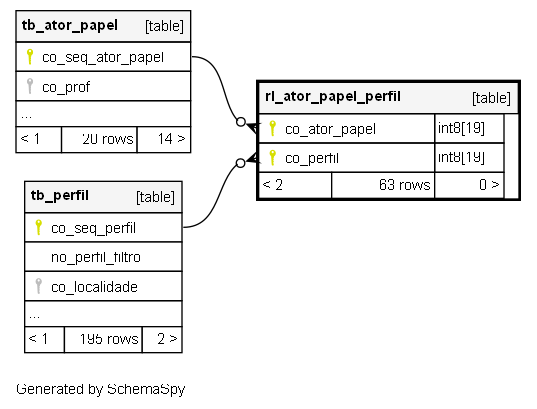 tb_ator_papel [table]
co_seq_ator_papel
co_prof
...
< 1 20 rows 14 >
rl_ator_papel_perfil [table]
co_ator_papel int8[19]
co_perfil int8[19]
< 2 63 rows 0 >
tb_perfil [table]
co_seq_perfil
no_perfil_filtro
co_localidade
...
< 1 195 rows 2 >
Generated by SchemaSpy